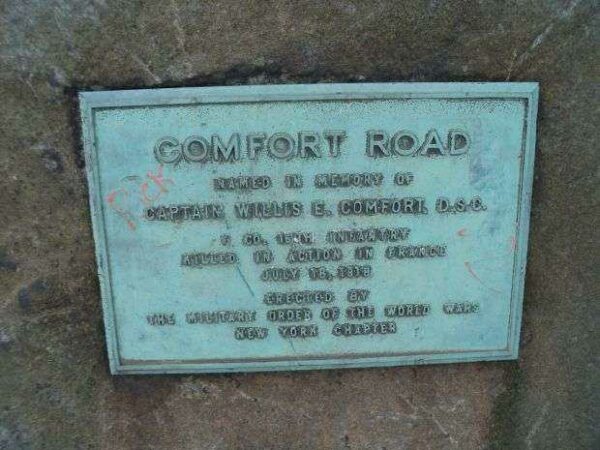 COMFORT ROAD
NAMED IN MEMORY OF
CAPTAIN WILLIS E. COMFORT, D.S.C.
F CO. 16TH INFANTRY
KILLED IN ACTION IN FRANCE
JULY 18, 1918
ERECTED BY
THE MILITARY ORDER OF THE WORLD WARS
NEW YORK CHAPTER